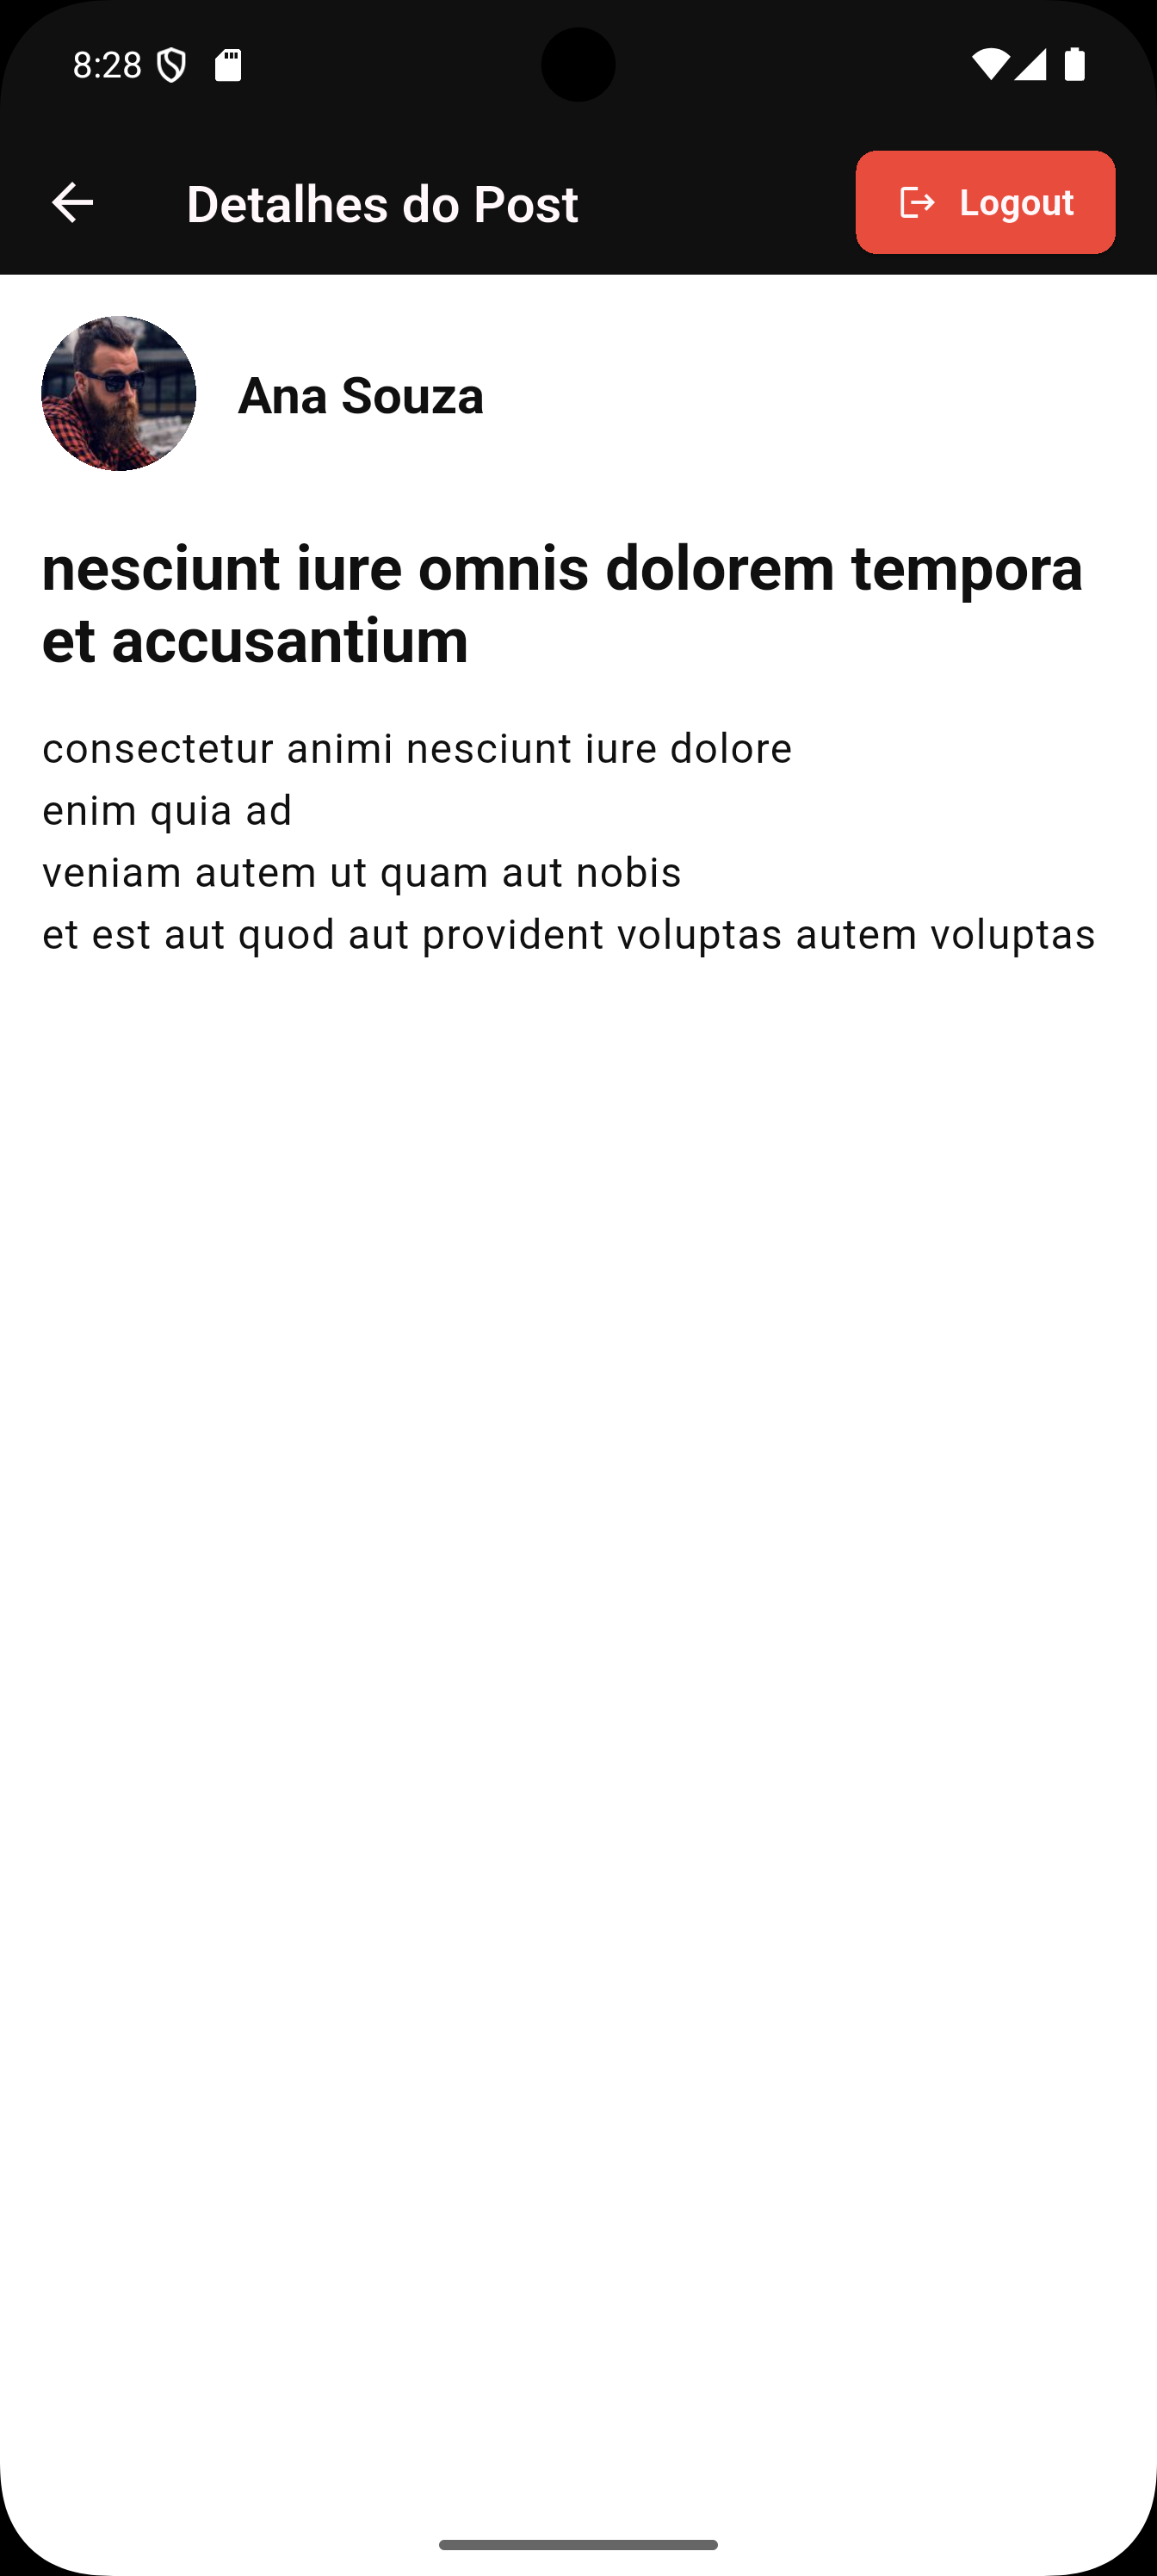 8:28
Detalhes do Post
Logout
Ana Souza
nesciunt iure omnis dolorem tempora
et accusantium
consectetur animi nesciunt iure dolore
enim quia ad
veniam autem ut quam aut nobis
et est aut quod aut provident voluptas autem voluptas